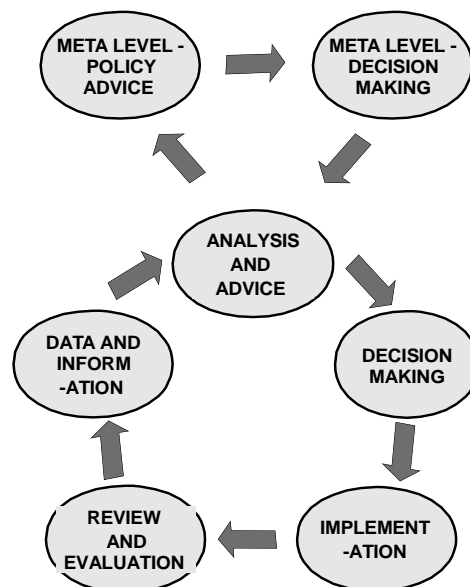 META LEVEL -
POLICY
ADVICE
META LEVEL -
DECISION
MAKING
ANALYSIS
AND
ADVICE
DATA AND
INFORM
-ATION
DECISION
MAKING
REVIEW
AND
EVALUATION
IMPLEMENT
-ATION